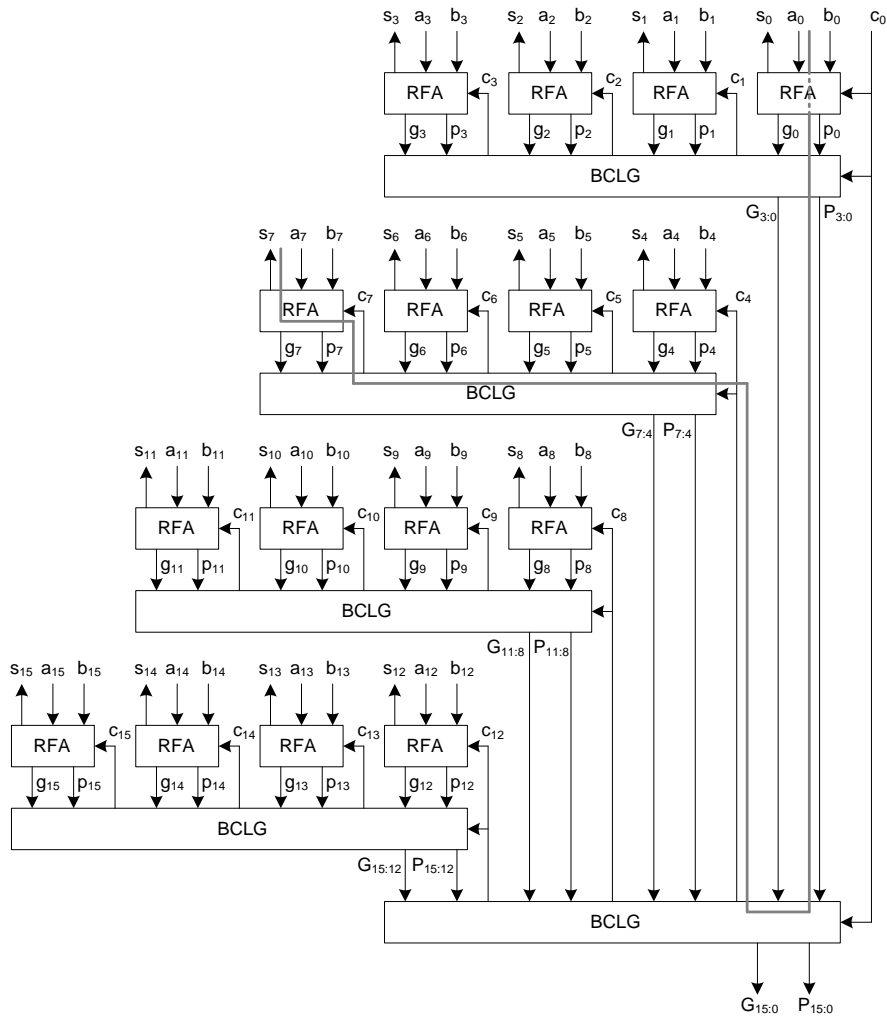 s₃ a₃ b₃ s₂ a₂ b₂ s₁ a₁ b₁ s₀ a₀ b₀ c₀
RFA c₃ RFA c₂ RFA c₁ RFA
g₃ p₃ g₂ p₂ g₁ p₁ g₀ p₀
BCLG
G₃:₀ P₃:₀
s₇ a₇ b₇ s₆ a₆ b₆ s₅ a₅ b₅ s₄ a₄ b₄
RFA c₇ RFA c₆ RFA c₅ RFA c₄
g₇ p₇ g₆ p₆ g₅ p₅ g₄ p₄
BCLG
G₇:₄ P₇:₄
s₁₁ a₁₁ b₁₁ s₁₀ a₁₀ b₁₀ s₉ a₉ b₉ s₈ a₈ b₈
RFA c₁₁ RFA c₁₀ RFA c₉ RFA c₈
g₁₁ p₁₁ g₁₀ p₁₀ g₉ p₉ g₈ p₈
BCLG
G₁₁:₈ P₁₁:₈
s₁₅ a₁₅ b₁₅ s₁₄ a₁₄ b₁₄ s₁₃ a₁₃ b₁₃ s₁₂ a₁₂ b₁₂
RFA c₁₅ RFA c₁₄ RFA c₁₃ RFA c₁₂
g₁₅ p₁₅ g₁₄ p₁₄ g₁₃ p₁₃ g₁₂ p₁₂
BCLG
G₁₅:₁₂ P₁₅:₁₂
BCLG
G₁₅:₀ P₁₅:₀